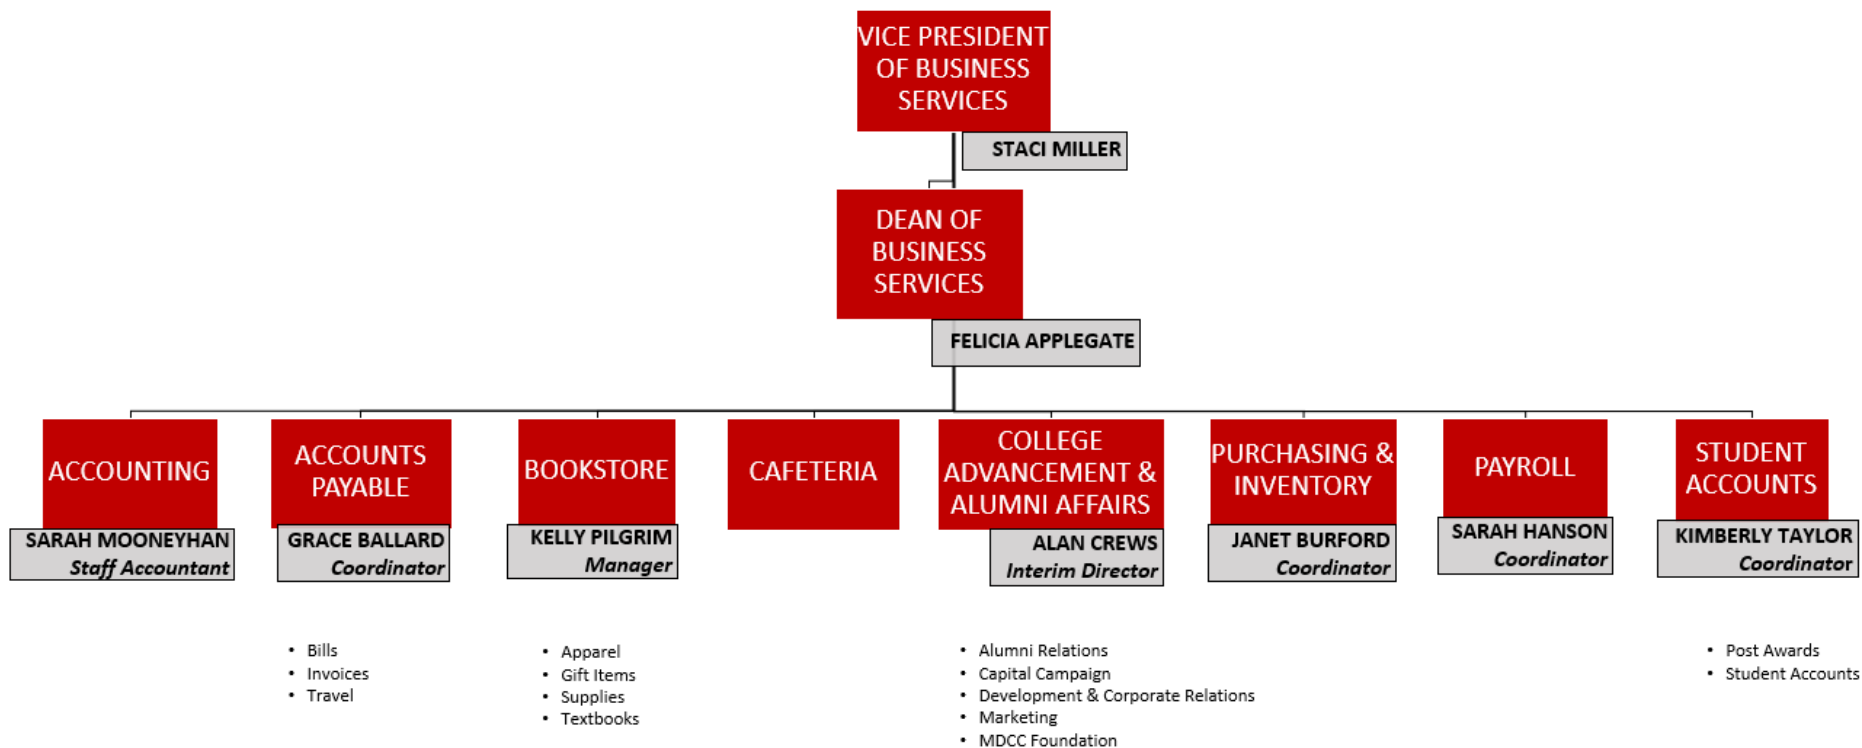 VICE PRESIDENT
OF BUSINESS
SERVICES
STACI MILLER
DEAN OF
BUSINESS
SERVICES
FELICIA APPLEGATE
ACCOUNTING
SARAH MOONEYHAN
Staff Accountant
ACCOUNTS
PAYABLE
GRACE BALLARD
Coordinator
• Bills
• Invoices
• Travel
BOOKSTORE
KELLY PILGRIM
Manager
• Apparel
• Gift Items
• Supplies
• Textbooks
CAFETERIA
COLLEGE
ADVANCEMENT &
ALUMNI AFFAIRS
ALAN CREWS
Interim Director
• Alumni Relations
• Capital Campaign
• Development & Corporate Relations
• Marketing
• MDCC Foundation
PURCHASING &
INVENTORY
JANET BURFORD
Coordinator
PAYROLL
SARAH HANSON
Coordinator
STUDENT
ACCOUNTS
KIMBERLY TAYLOR
Coordinator
• Post Awards
• Student Accounts